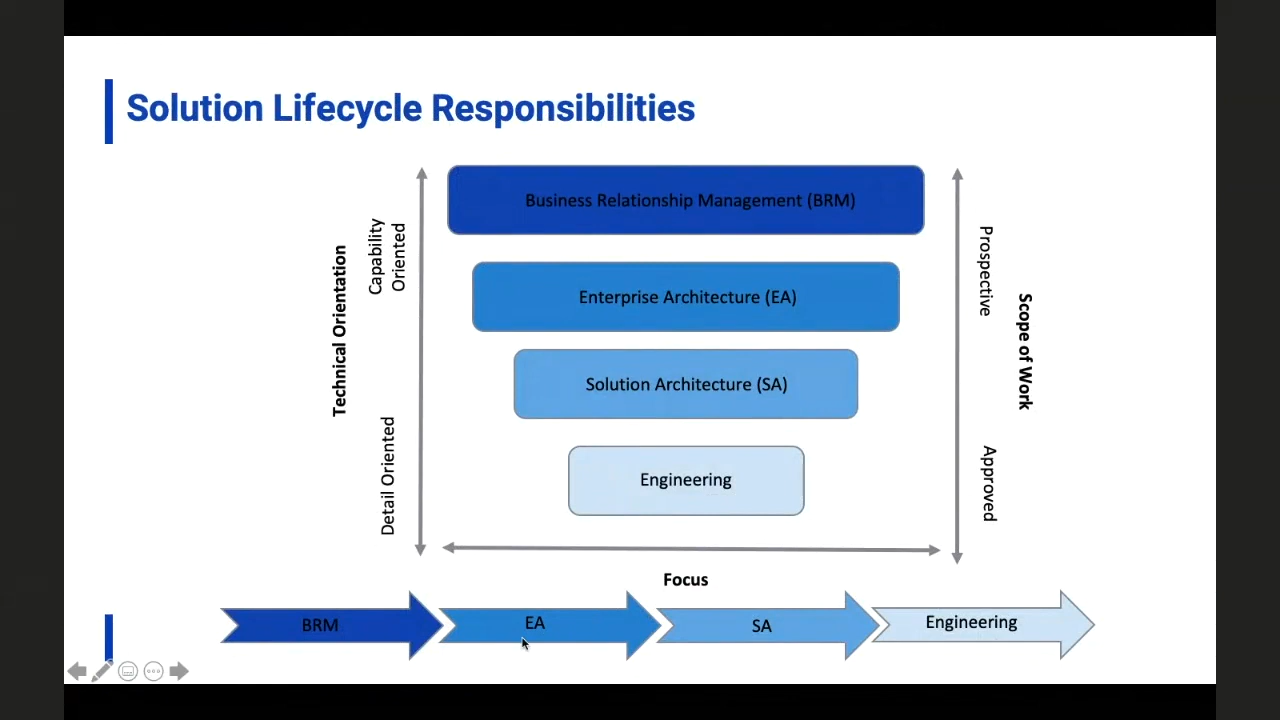 Solution Lifecycle Responsibilities
Business Relationship Management (BRM)
Enterprise Architecture (EA)
Solution Architecture (SA)
Engineering
Technical Orientation
Capability
Oriented
Detail Oriented
Prospective
Approved
Scope of Work
Focus
BRM
EA
SA
Engineering